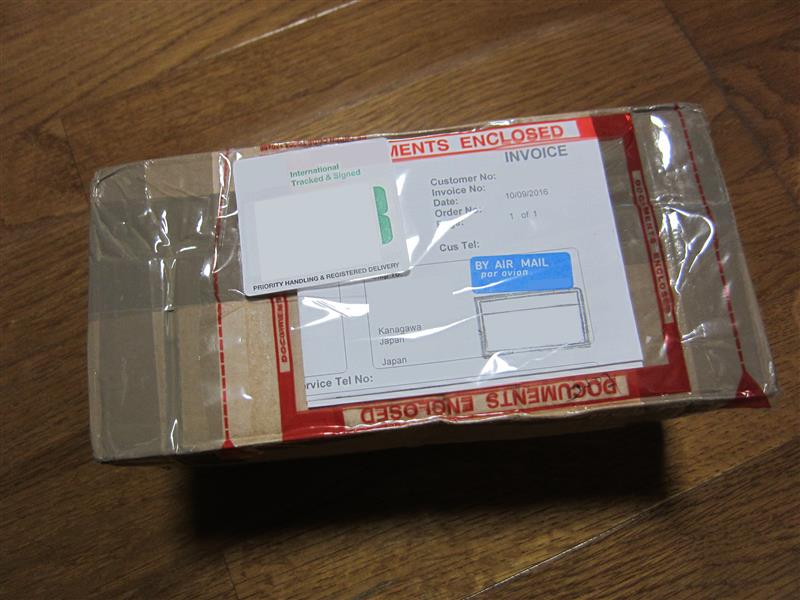 MENTS ENCLOSED
INVOICE
International
Tracked & Signed
PRIORITY HANDLING & REGISTERED DELIVERY
Customer No:
Invoice No:
Date: 10/09/2016
Order No:
1 of 1
Cus Tel:
BY AIR MAIL
par avion
Kanagawa
Japan
Japan
rvice Tel No:
DOCUMENTS ENCLOSED
DOCUMENTS ENCLOSED
DOCUME